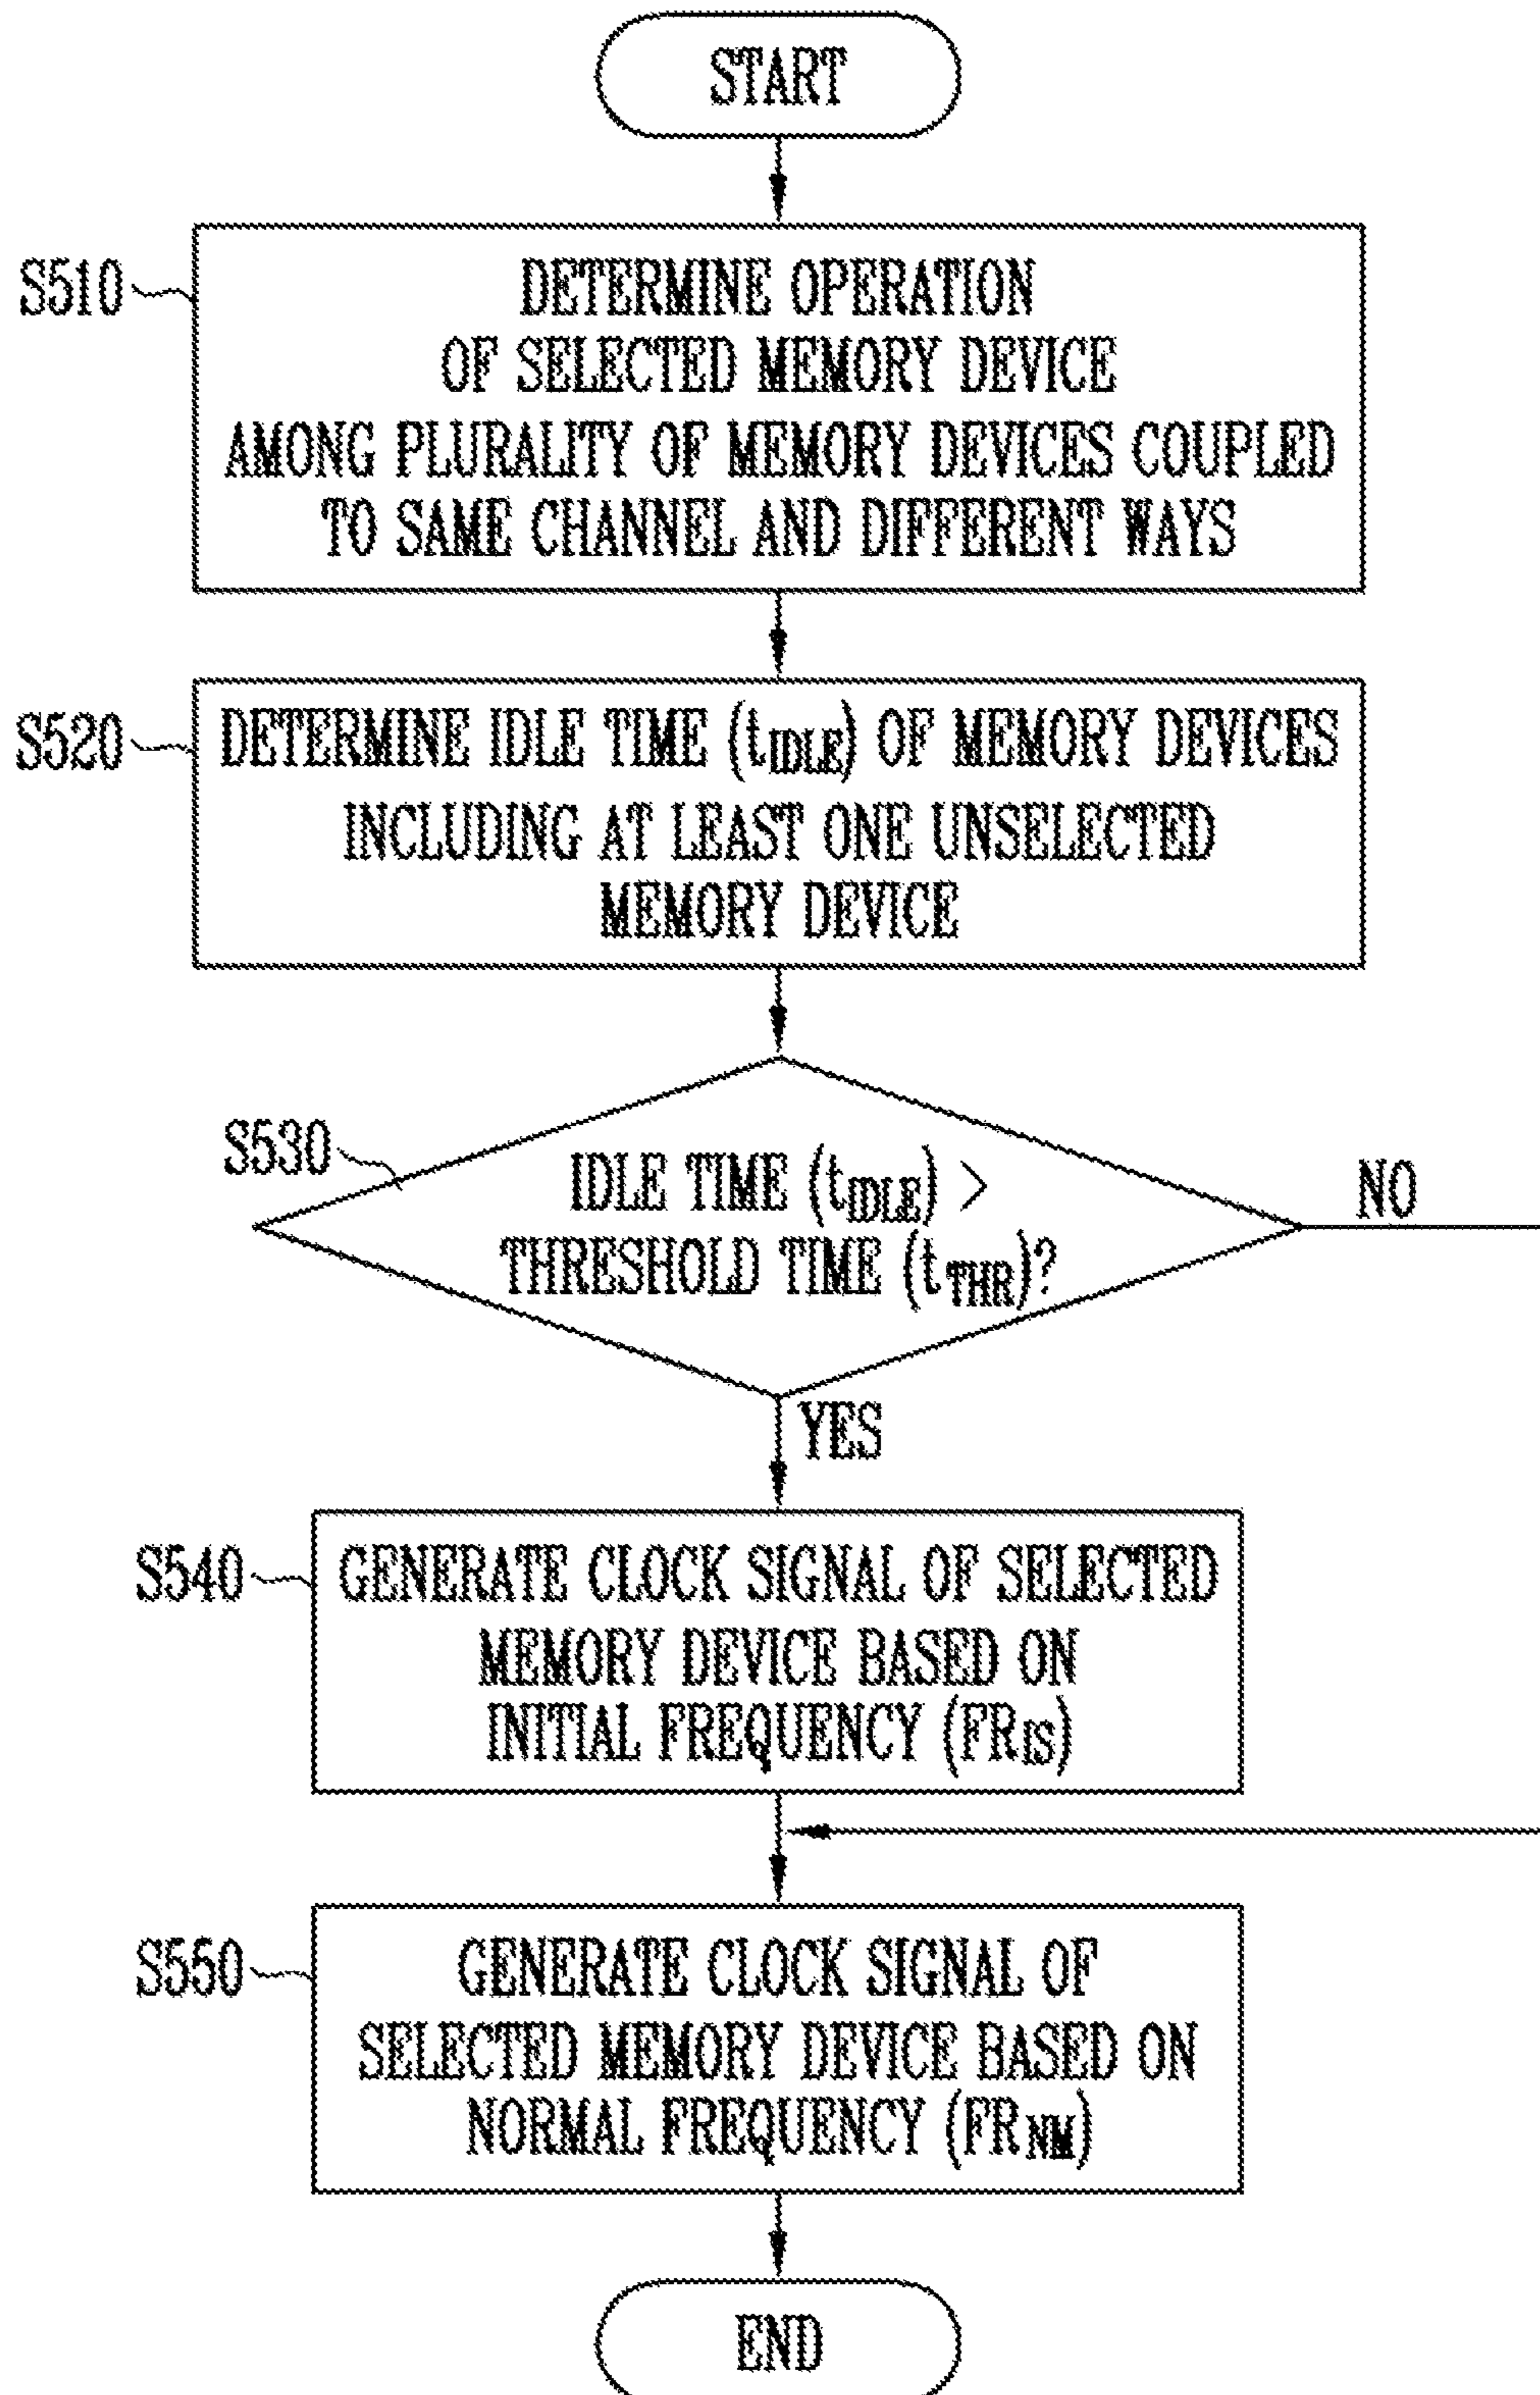 START
S510
DETERMINE OPERATION
OF SELECTED MEMORY DEVICE
AMONG PLURALITY OF MEMORY DEVICES COUPLED
TO SAME CHANNEL AND DIFFERENT WAYS
S520
DETERMINE IDLE TIME (tIDLE) OF MEMORY DEVICES
INCLUDING AT LEAST ONE UNSELECTED
MEMORY DEVICE
S530
IDLE TIME (tIDLE) >
THRESHOLD TIME (tTHR)?
NO
YES
S540
GENERATE CLOCK SIGNAL OF SELECTED
MEMORY DEVICE BASED ON
INITIAL FREQUENCY (FRIS)
S550
GENERATE CLOCK SIGNAL OF
SELECTED MEMORY DEVICE BASED ON
NORMAL FREQUENCY (FRNM)
END